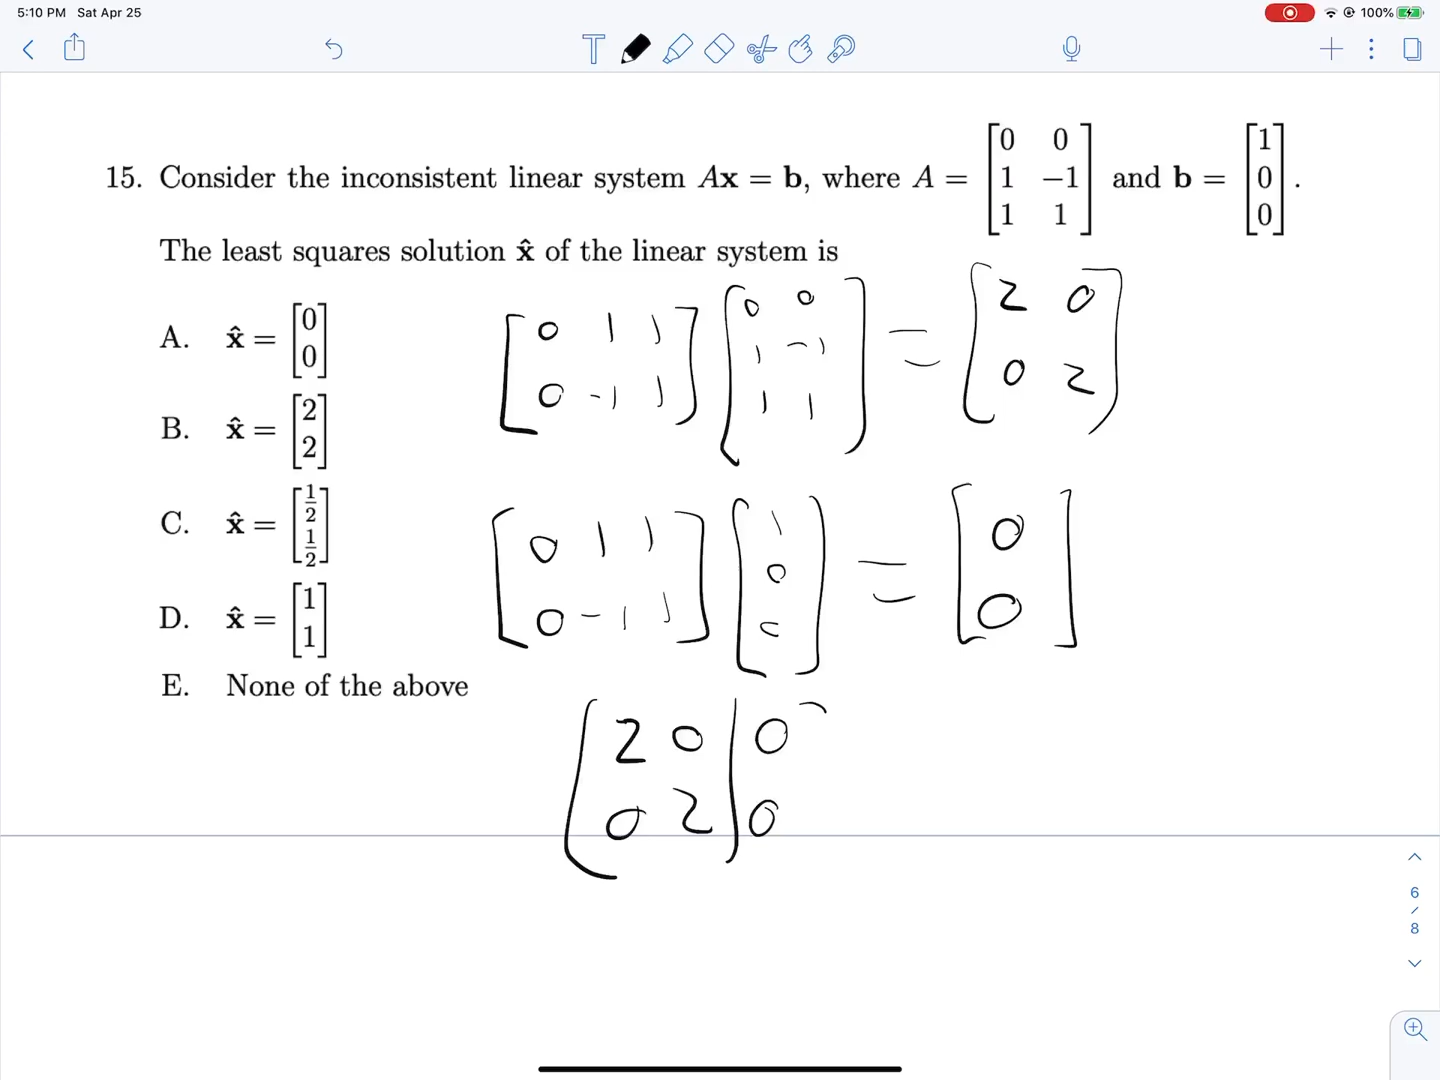 5:10 PM Sat Apr 25
100%
T
15. Consider the inconsistent linear system Ax = b, where A = [0 0; 1 −1; 1 1] and b = [1; 0; 0].
The least squares solution x̂ of the linear system is
A. x̂ = [0; 0]
B. x̂ = [2; 2]
C. x̂ = [1/2; 1/2]
D. x̂ = [1; 1]
E. None of the above
[0 1 1; 0 -1 1] [0 0; 1 -1; 1 1] = [2 0; 0 2]
[0 1 1; 0 -1 1] [1; 0; 0] = [0; 0]
[2 0 | 0; 0 2 | 0
6
/
8